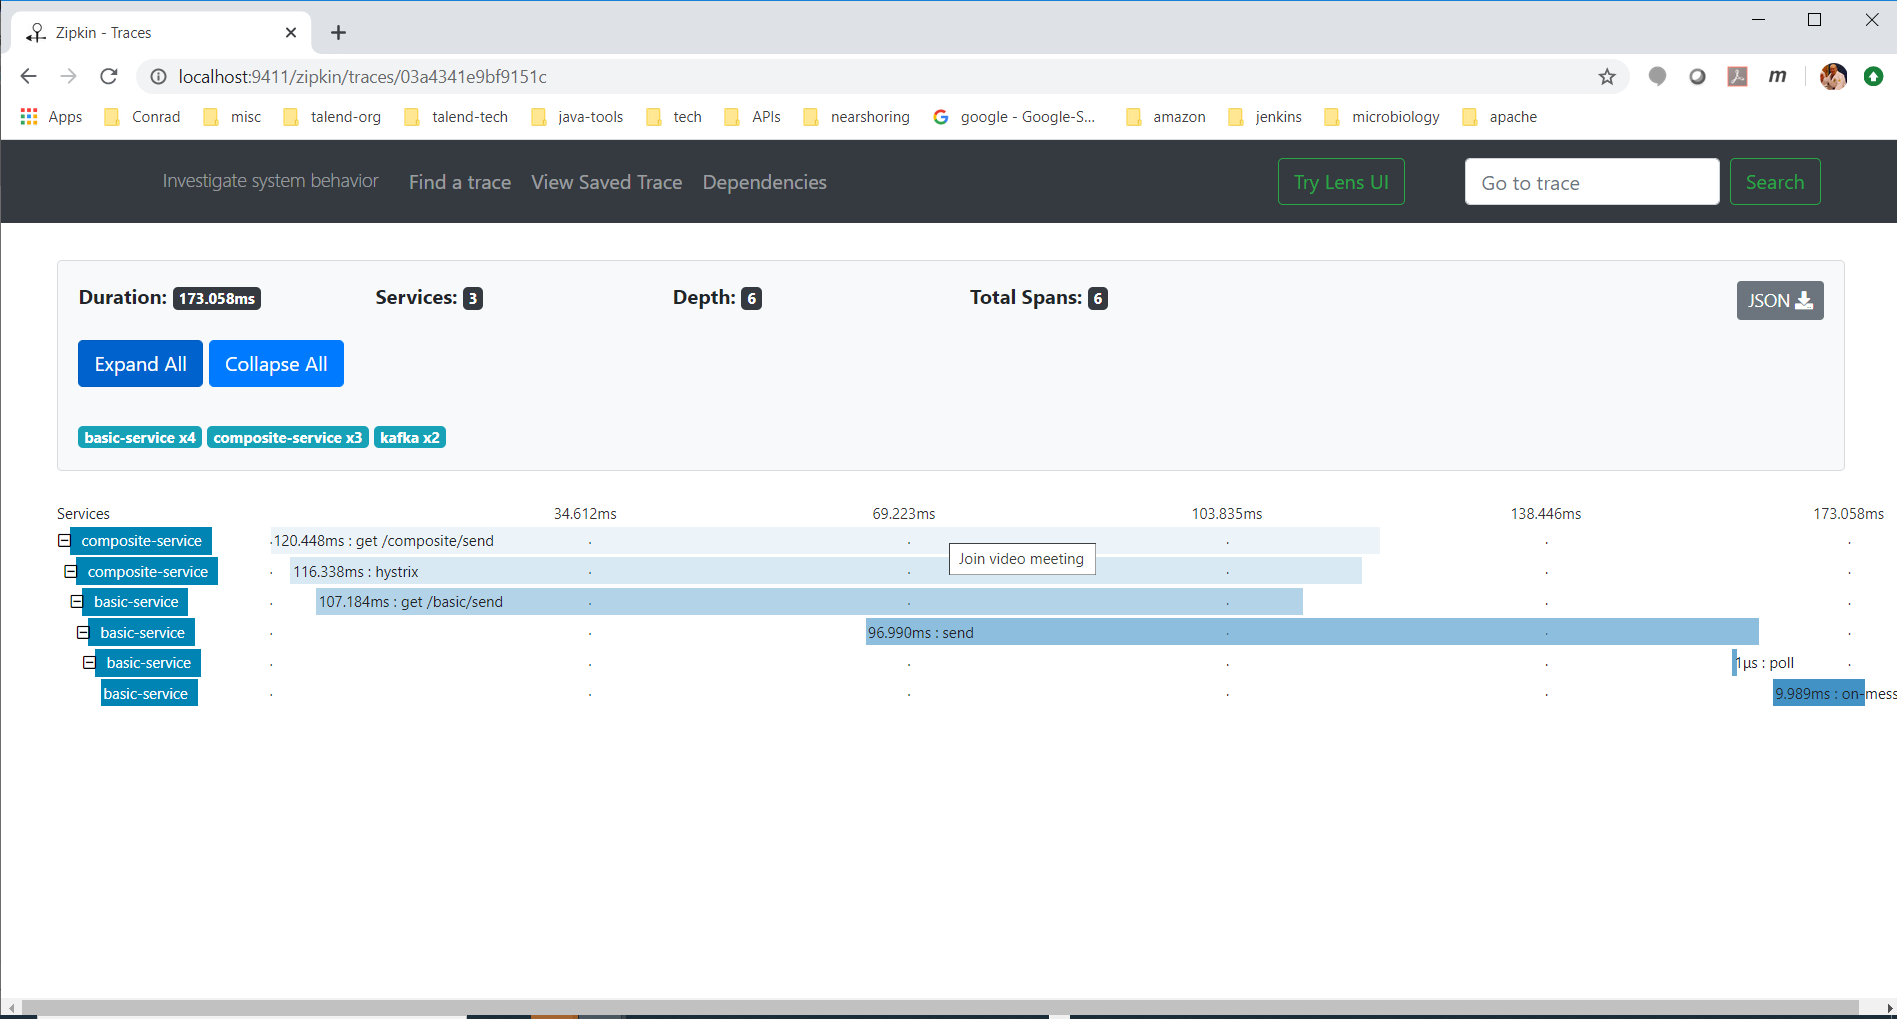 Zipkin - Traces
localhost:9411/zipkin/traces/03a4341e9bf9151c
m
Apps Conrad misc talend-org talend-tech java-tools tech APIs nearshoring google - Google-S... amazon jenkins microbiology apache
Investigate system behavior Find a trace View Saved Trace Dependencies Try Lens UI Go to trace Search
Duration: 173.058ms Services: 3 Depth: 6 Total Spans: 6 JSON
Expand All Collapse All
basic-service x4 composite-service x3 kafka x2
Services 34.612ms 69.223ms 103.835ms 138.446ms 173.058ms
composite-service 120.448ms : get /composite/send
Join video meeting
composite-service 116.338ms : hystrix
basic-service 107.184ms : get /basic/send
basic-service 96.990ms : send
basic-service 1μs : poll
basic-service 9.989ms : on-mess